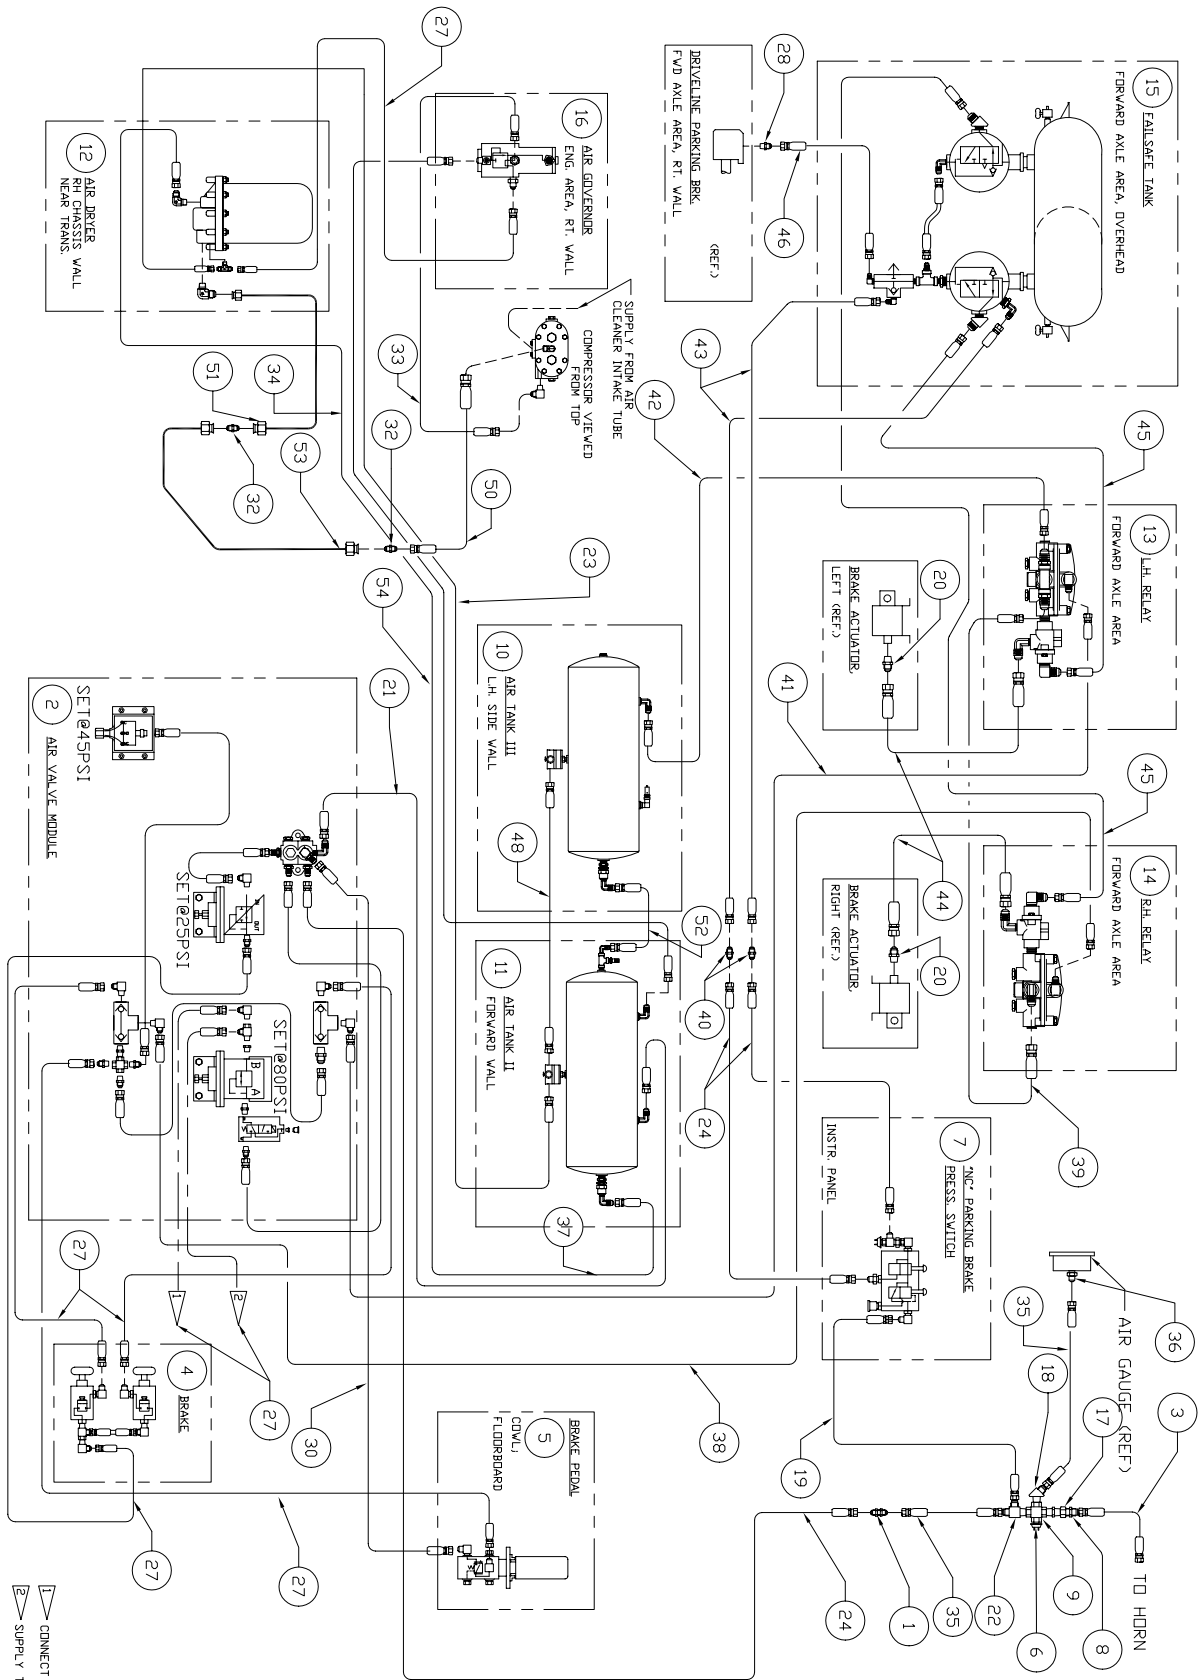 15
FAILSAFE TANK
FORWARD AXLE AREA, OVERHEAD
28
DRIVELINE PARKING BRK.
FWD AXLE AREA, RT. WALL
(REF.)
46
27
16
AIR GOVERNOR
ENG. AREA, RT. WALL
12
AIR DRYER
RH CHASSIS WALL
NEAR TRANS.
SUPPLY FROM AIR
CLEANER INTAKE TUBE
COMPRESSOR VIEWED
FROM TOP
33
34
51
32
53
32
50
43
42
45
13
L.H. RELAY
FORWARD AXLE AREA
20
BRAKE ACTUATOR,
LEFT (REF.)
41
44
45
14
R.H. RELAY
FORWARD AXLE AREA
20
BRAKE ACTUATOR,
RIGHT (REF.)
39
23
54
10
AIR TANK III
L.H. SIDE WALL
48
52
11
AIR TANK II
FORWARD WALL
37
40
24
21
SET@45PSI
2
AIR VALVE MODULE
IN
OUT
SET@25PSI
B
A
SET@80PSI
7
"NC" PARKING BRAKE
PRESS. SWITCH
INSTR. PANEL
36
AIR GAUGE (REF)
35
18
17
3
TO HORN
8
9
6
22
35
1
24
19
38
30
27
1
2
27
4
BRAKE
27
5
BRAKE PEDAL
COWL;
FLOORBOARD
27
27
1 CONNECT
2 SUPPLY